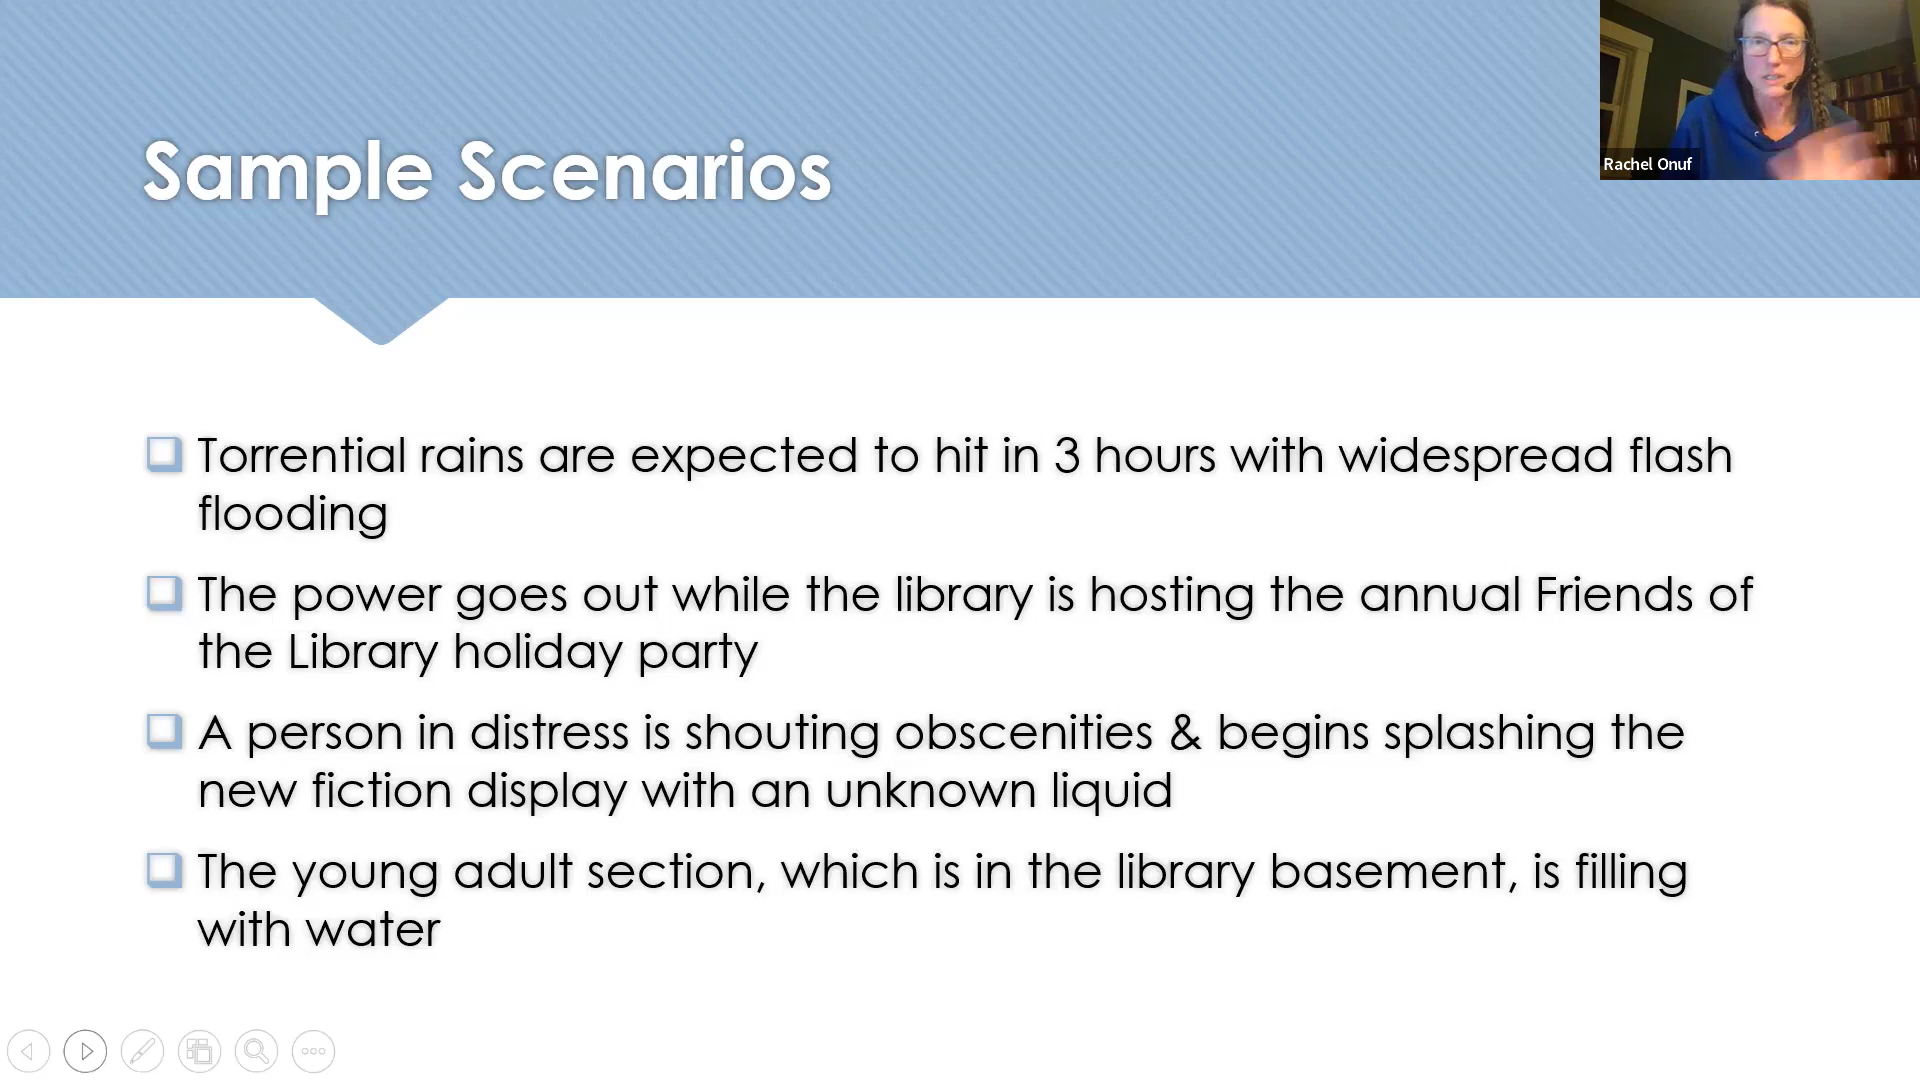 Sample Scenarios
Rachel Onuf
Torrential rains are expected to hit in 3 hours with widespread flash
flooding
The power goes out while the library is hosting the annual Friends of
the Library holiday party
A person in distress is shouting obscenities & begins splashing the
new fiction display with an unknown liquid
The young adult section, which is in the library basement, is filling
with water